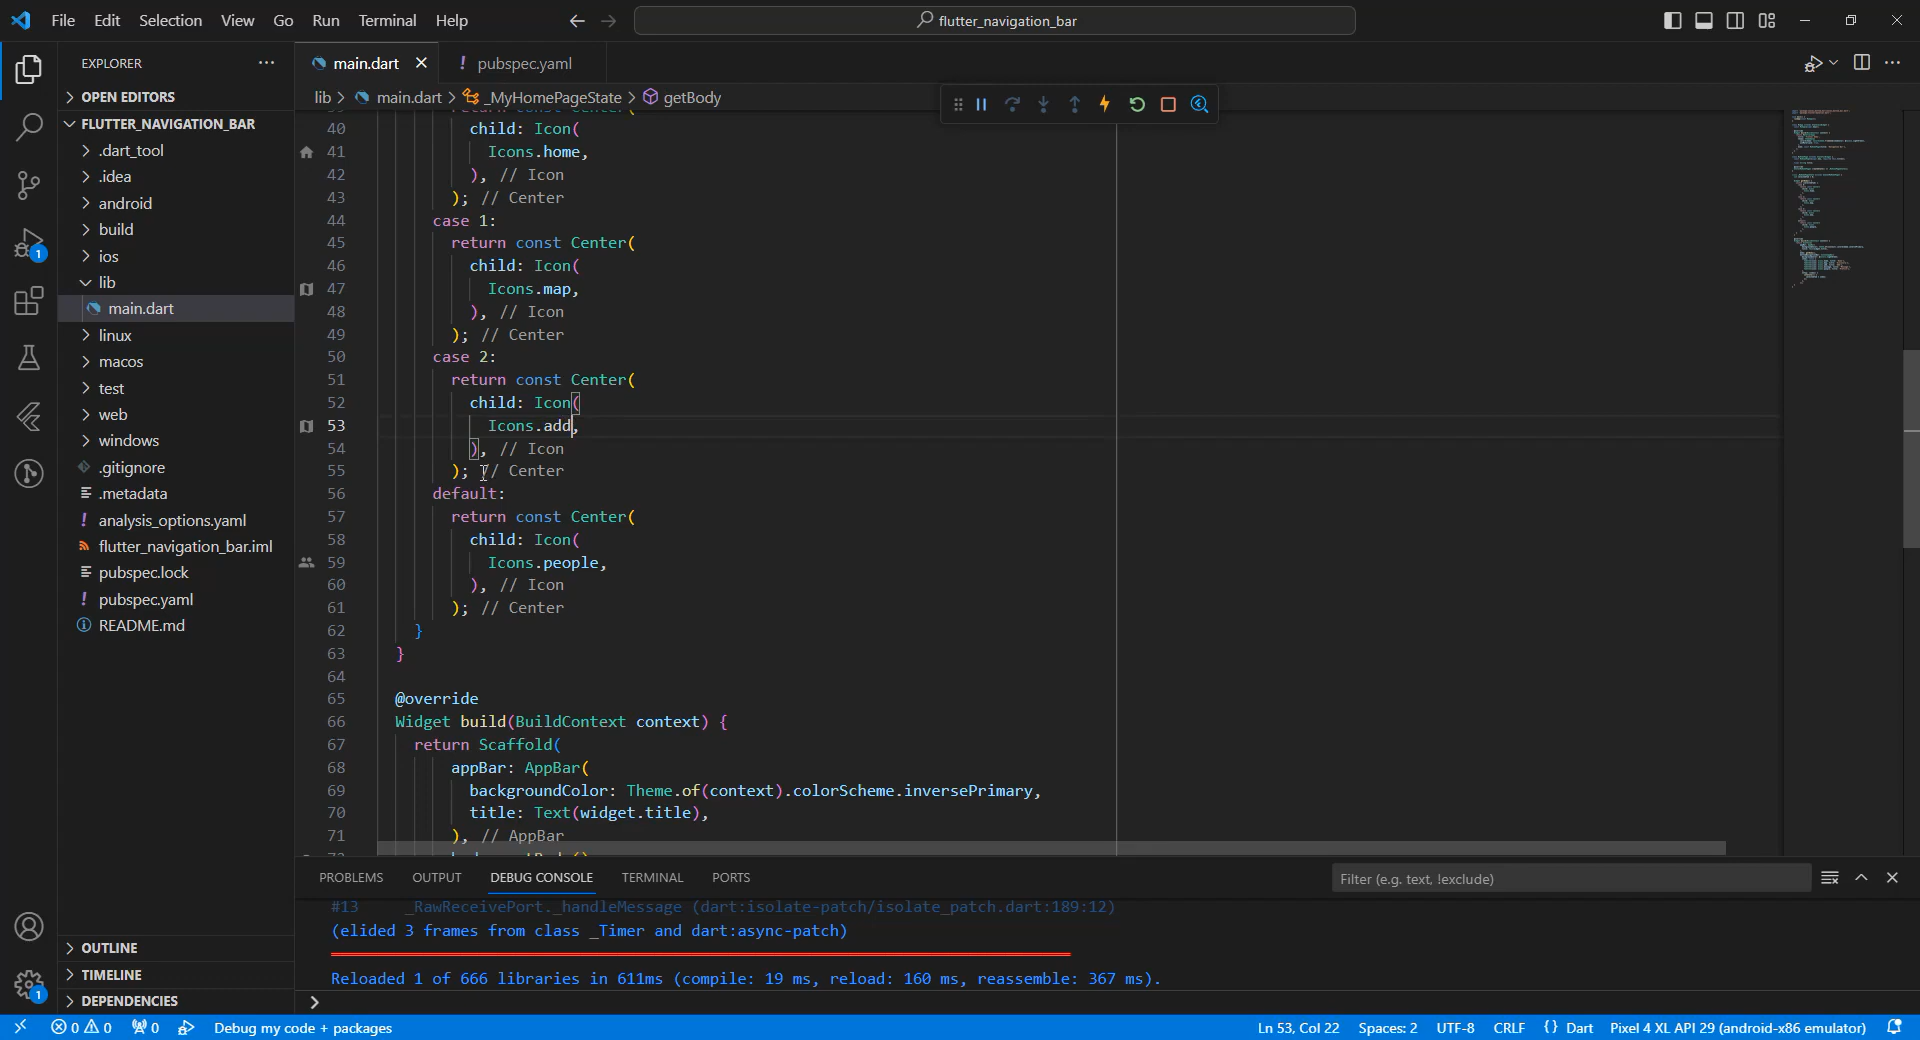 File Edit Selection View Go Run Terminal Help flutter_navigation_bar
EXPLORER
OPEN EDITORS
FLUTTER_NAVIGATION_BAR
.dart_tool
.idea
android
build
ios
lib
main.dart
linux
macos
test
web
windows
.gitignore
.metadata
analysis_options.yaml
flutter_navigation_bar.iml
pubspec.lock
pubspec.yaml
README.md
OUTLINE
TIMELINE
DEPENDENCIES
1
1
main.dart pubspec.yaml
lib > main.dart > _MyHomePageState > getBody
return const Center(
40 child: Icon(
41 Icons.home,
42 ), // Icon
43 ); // Center
44 case 1:
45 return const Center(
46 child: Icon(
47 Icons.map,
48 ), // Icon
49 ); // Center
50 case 2:
51 return const Center(
52 child: Icon(
53 Icons.add,
54 ), // Icon
55 ); // Center
56 default:
57 return const Center(
58 child: Icon(
59 Icons.people,
60 ), // Icon
61 ); // Center
62 }
63 }
64
65 @override
66 Widget build(BuildContext context) {
67 return Scaffold(
68 appBar: AppBar(
69 backgroundColor: Theme.of(context).colorScheme.inversePrimary,
70 title: Text(widget.title),
71 ), // AppBar
PROBLEMS OUTPUT DEBUG CONSOLE TERMINAL PORTS Filter (e.g. text, !exclude)
#13 _RawReceivePort._handleMessage (dart:isolate-patch/isolate_patch.dart:189:12)
(elided 3 frames from class _Timer and dart:async-patch)
Reloaded 1 of 666 libraries in 611ms (compile: 19 ms, reload: 160 ms, reassemble: 367 ms).
0 0 0 Debug my code + packages Ln 53, Col 22 Spaces: 2 UTF-8 CRLF {} Dart Pixel 4 XL API 29 (android-x86 emulator)